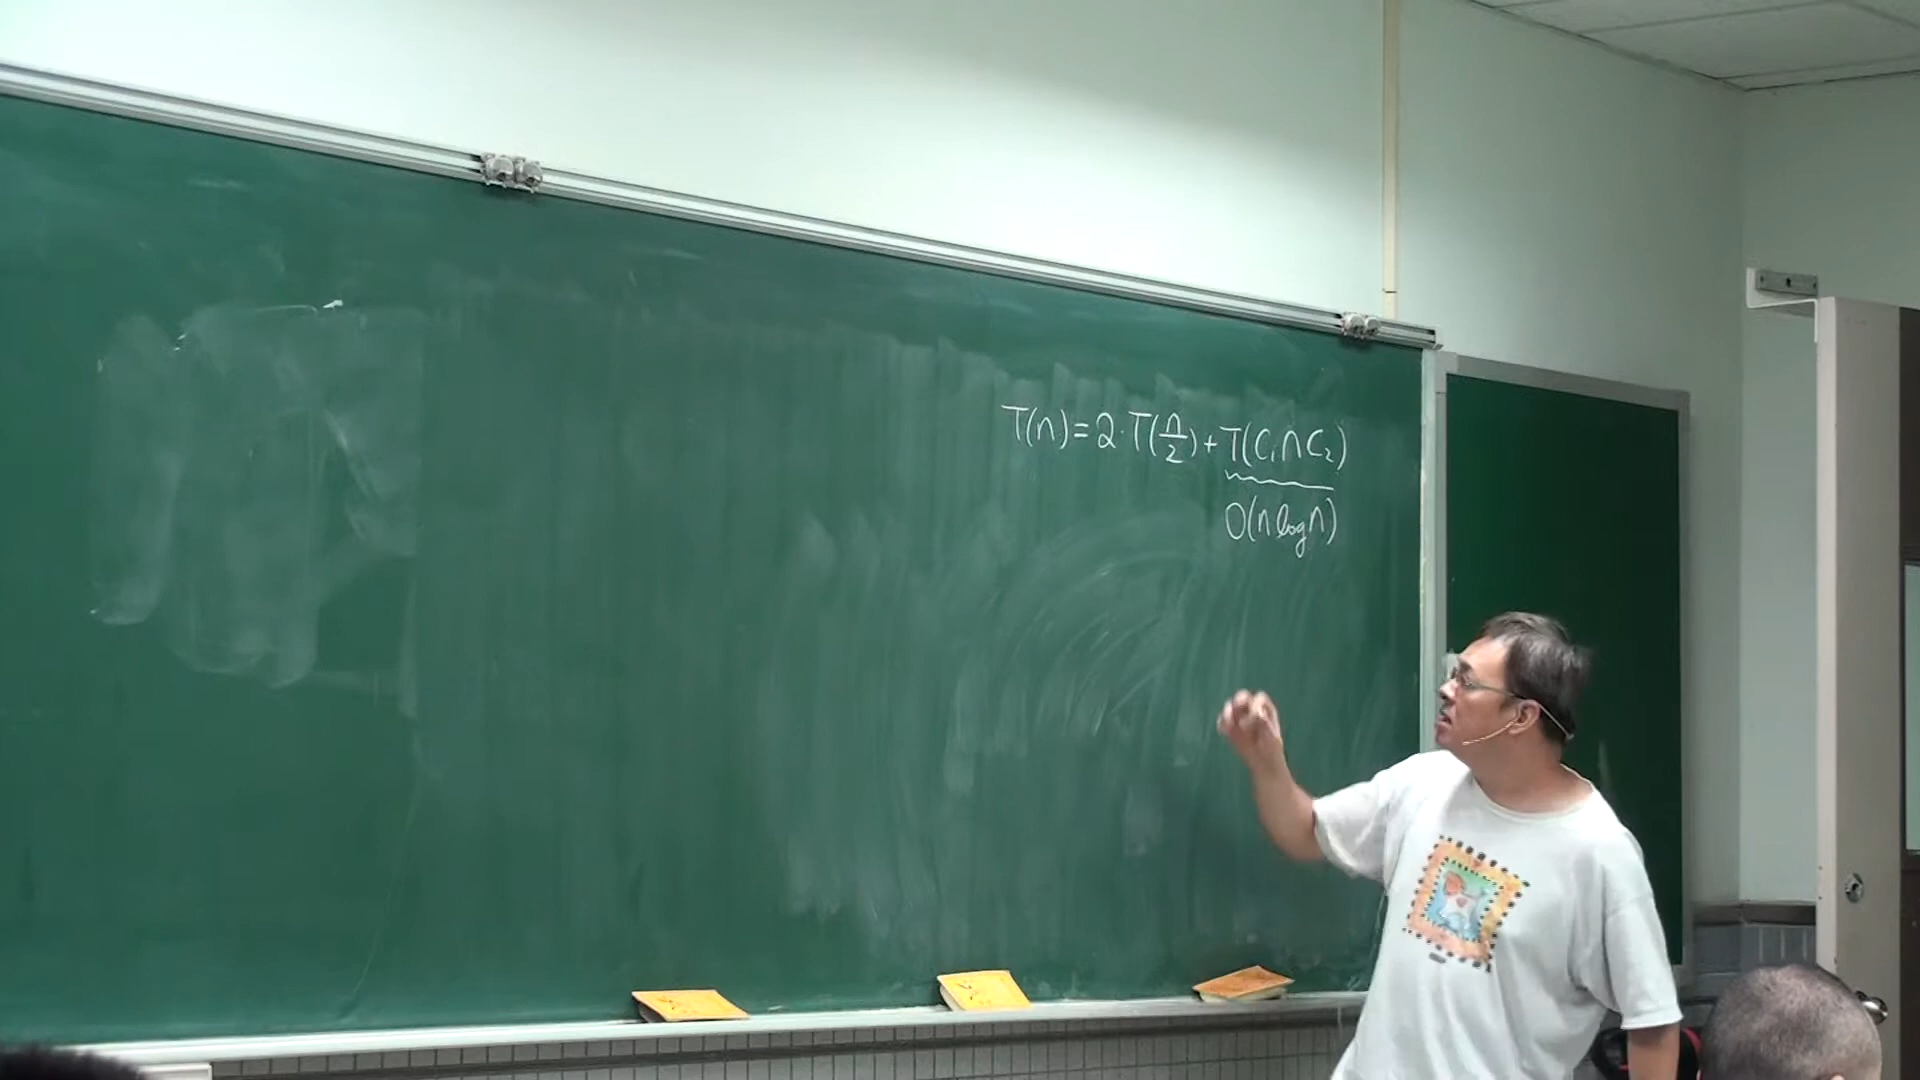 T(n)=2·T(n/2)+T(C₁∩C₂)
O(n log n)